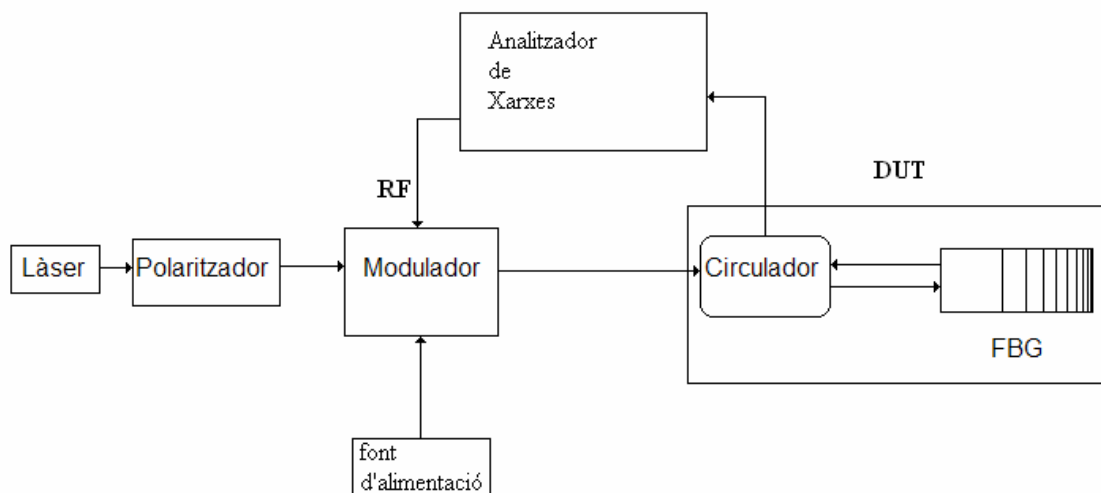 Analitzador
de
Xarxes
RF
DUT
Làser
Polaritzador
Modulador
Circulador
FBG
font
d'alimentació